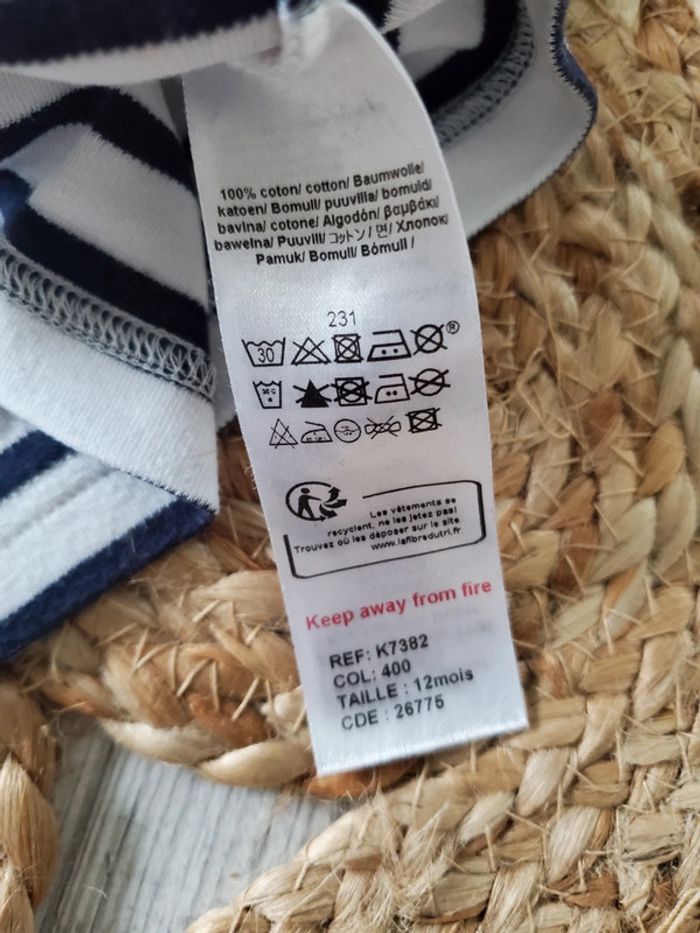 100% coton/ cotton/ Baumwolle/
katoen/ Bomull/ puuvilla/ bomuld/
bavlna/ cotone/ Algodón/ βαμβάκι/
bawełna/ Puuvill/ コットン / 면/ Хлопок/
Pamuk/ Bomull/ Bómull /
231
30
®
30 C
Les vêtements se
recyclent, ne les jetez pas!
Trouvez où les déposer sur le site
www.lafibredutri.fr
Keep away from fire
REF: K7382
COL: 400
TAILLE : 12mois
CDE : 26775